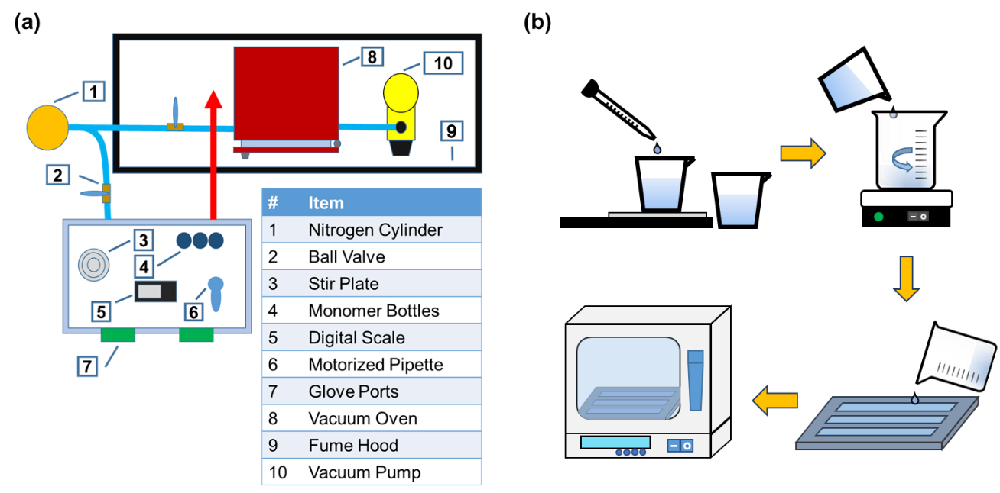 (a)
(b)
1
8
10
9
2
3
4
5
6
7
# Item
1 Nitrogen Cylinder
2 Ball Valve
3 Stir Plate
4 Monomer Bottles
5 Digital Scale
6 Motorized Pipette
7 Glove Ports
8 Vacuum Oven
9 Fume Hood
10 Vacuum Pump